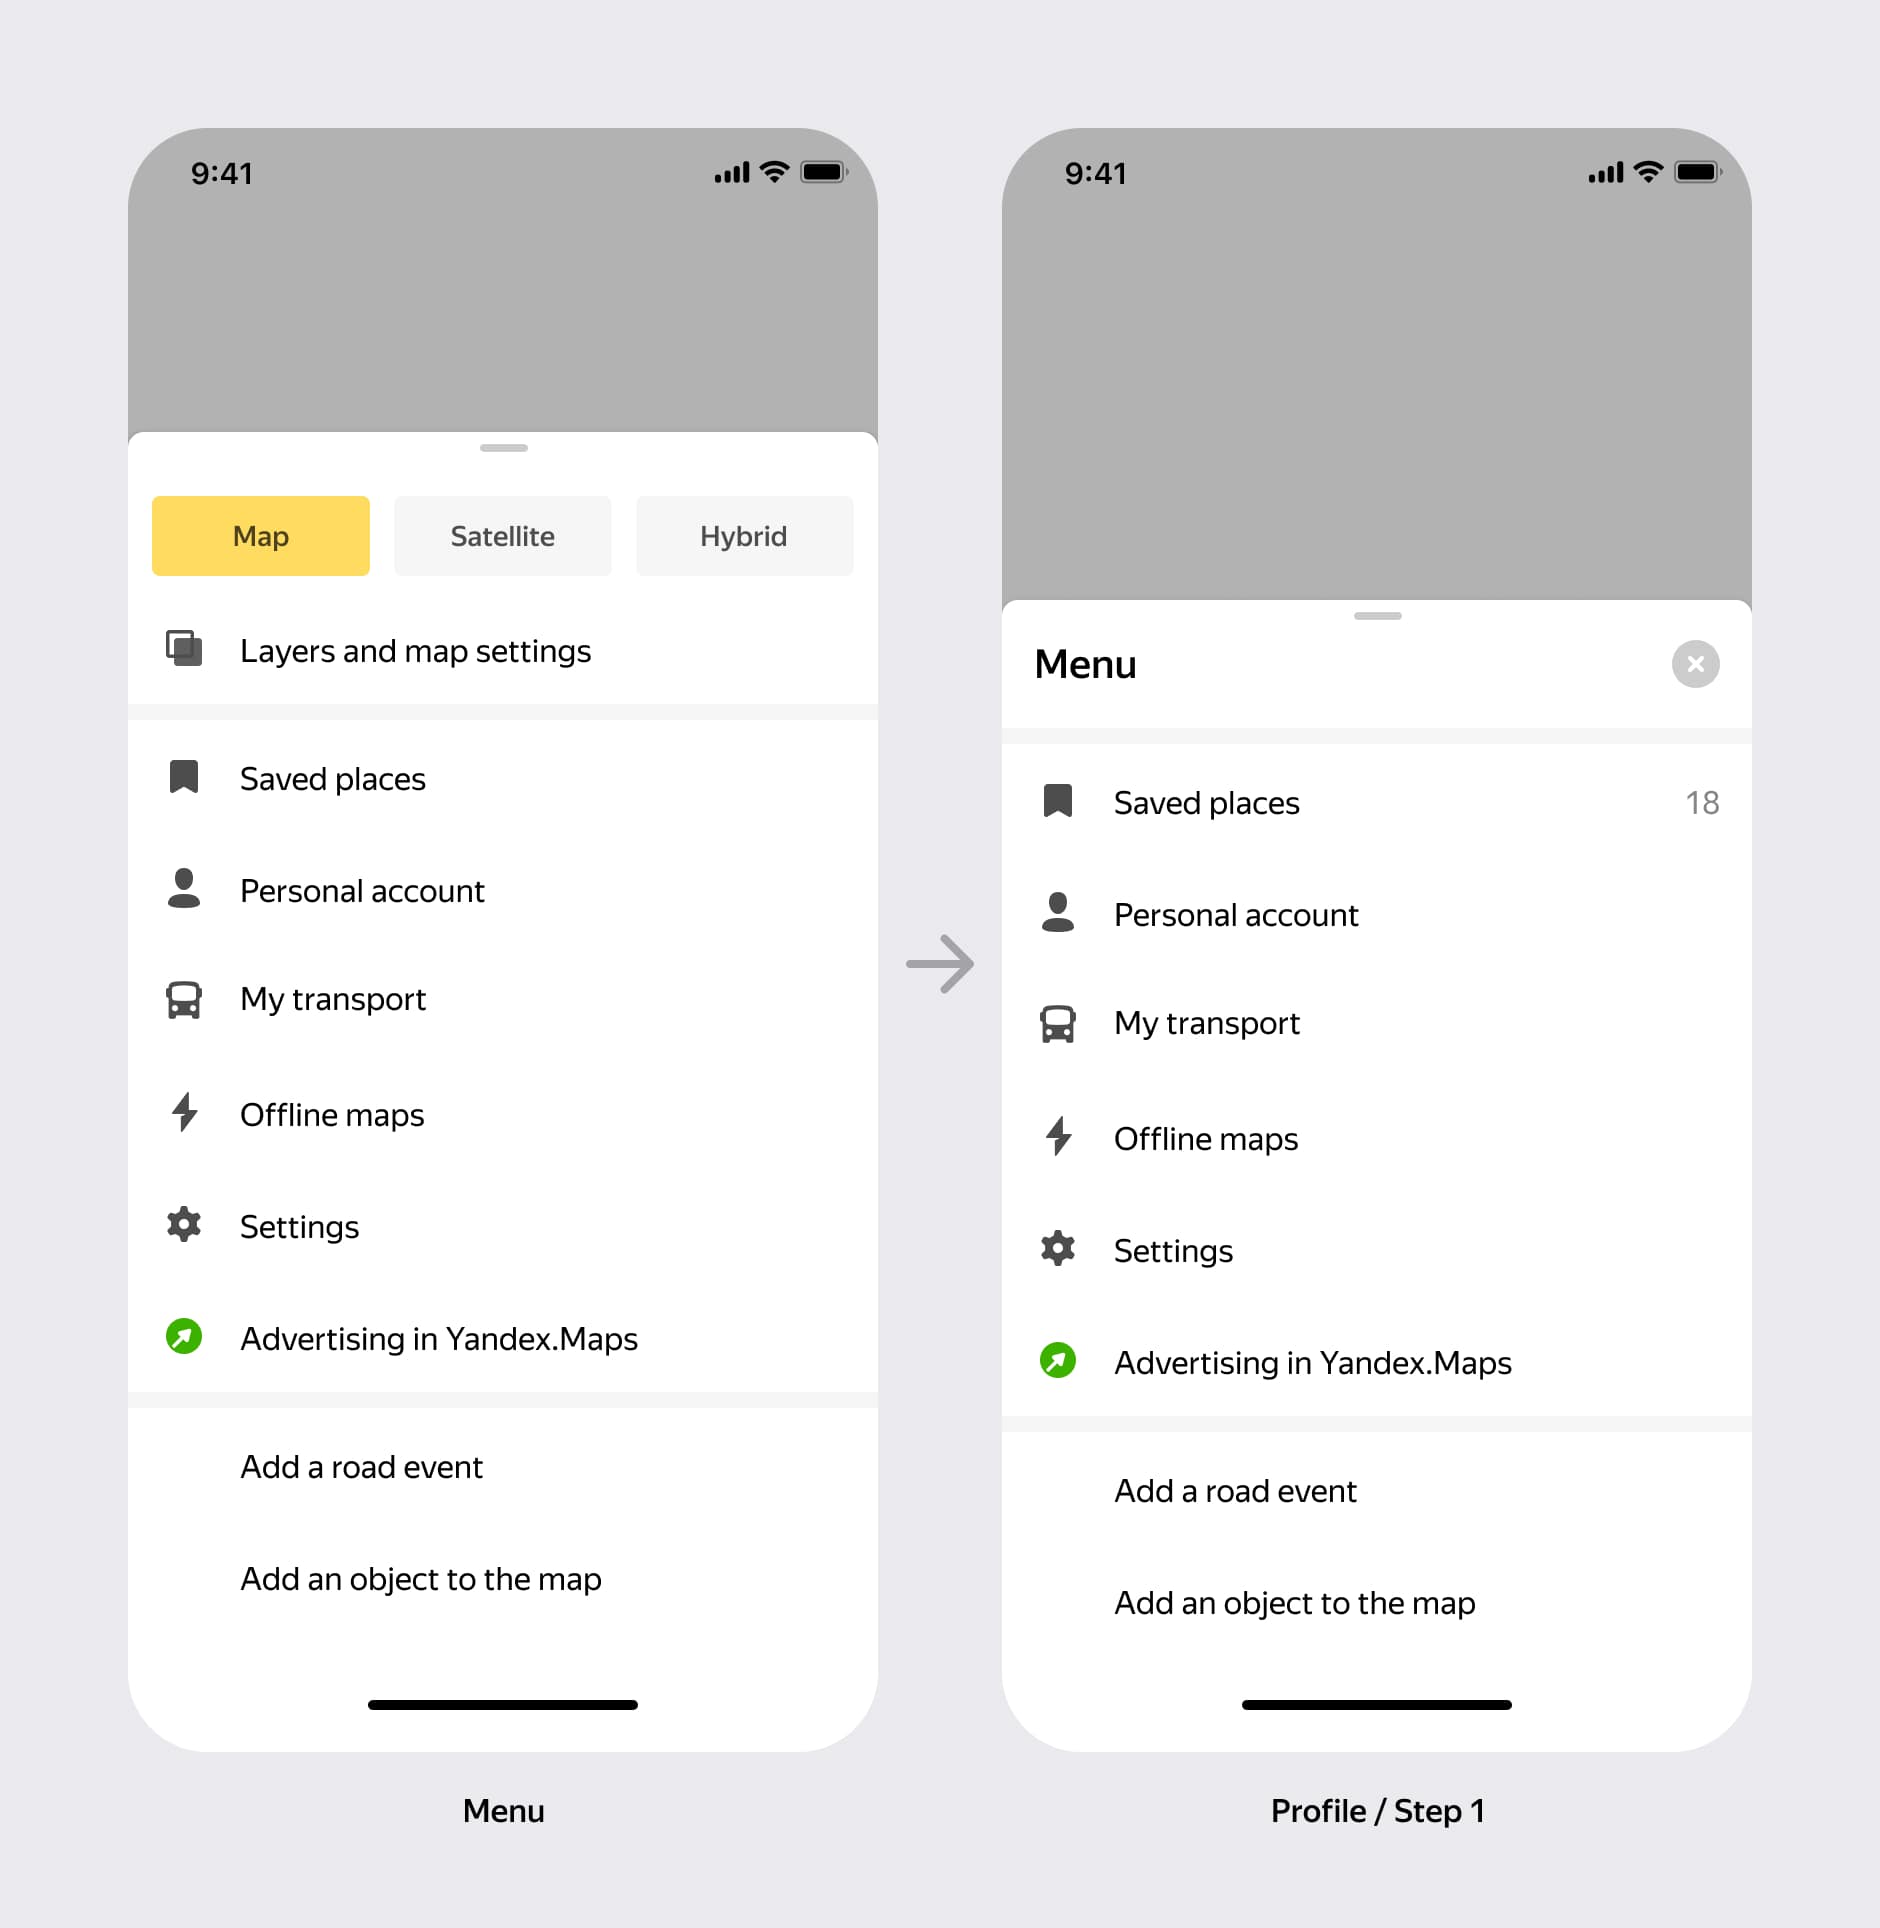 9:41
Map
Satellite
Hybrid
Layers and map settings
Saved places
Personal account
My transport
Offline maps
Settings
Advertising in Yandex.Maps
Add a road event
Add an object to the map
Menu
9:41
Menu
Saved places 18
Personal account
My transport
Offline maps
Settings
Advertising in Yandex.Maps
Add a road event
Add an object to the map
Profile / Step 1